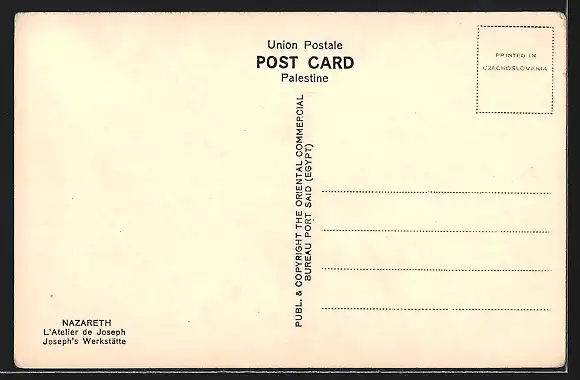 Union Postale
POST CARD
Palestine
PRINTED IN
CZECHOSLOVAKIA
PUBL. & COPYRIGHT THE ORIENTAL COMMERCIAL
BUREAU PORT SAID (EGYPT)
NAZARETH
L'Atelier de Joseph
Joseph's Werkstätte